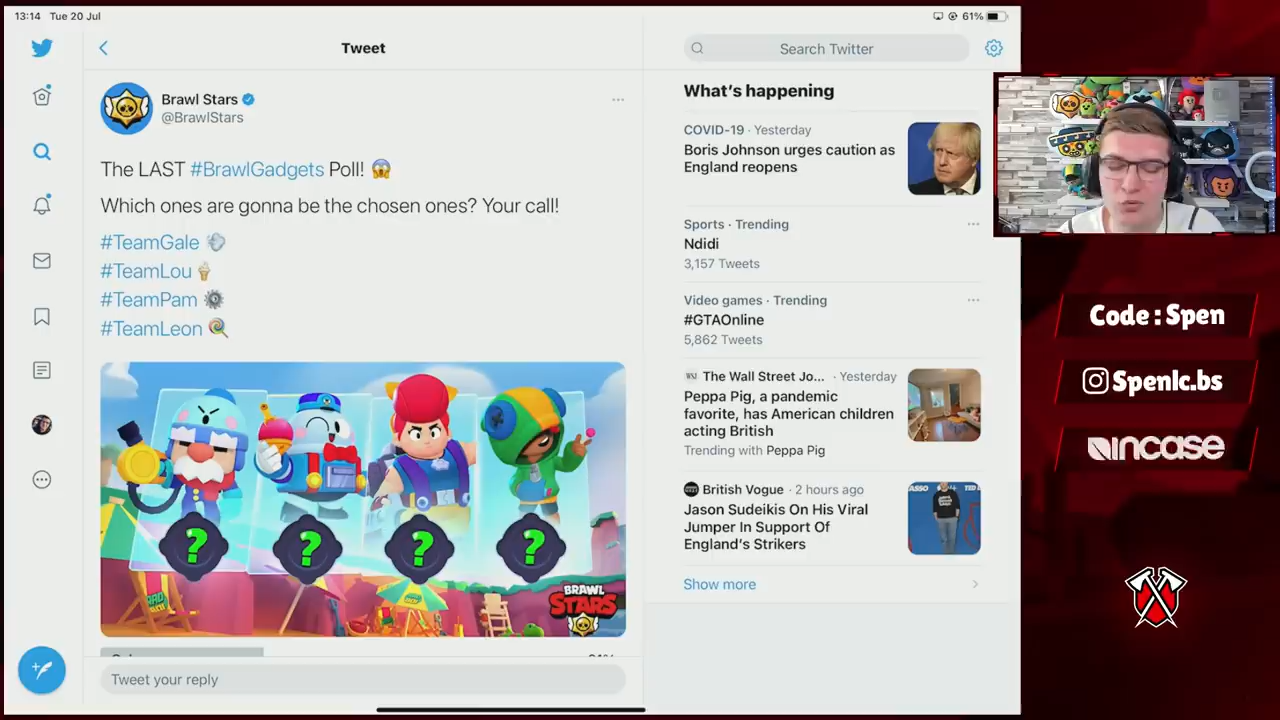 13:14 Tue 20 Jul
61%
Tweet
Search Twitter
Brawl Stars
@BrawlStars
The LAST #BrawlGadgets Poll! 😱
Which ones are gonna be the chosen ones? Your call!
#TeamGale 💨
#TeamLou 🍦
#TeamPam ⚙️
#TeamLeon 🍭
? ? ? ?
BRAWL
STARS
Tweet your reply
What's happening
COVID-19 · Yesterday
Boris Johnson urges caution as
England reopens
Sports · Trending
Ndidi
3,157 Tweets
Video games · Trending
#GTAOnline
5,862 Tweets
WSJ The Wall Street Jo... · Yesterday
Peppa Pig, a pandemic
favorite, has American children
acting British
Trending with Peppa Pig
British Vogue · 2 hours ago
Jason Sudeikis On His Viral
Jumper In Support Of
England's Strikers
Show more
Code : Spen
Spenlc.bs
incase